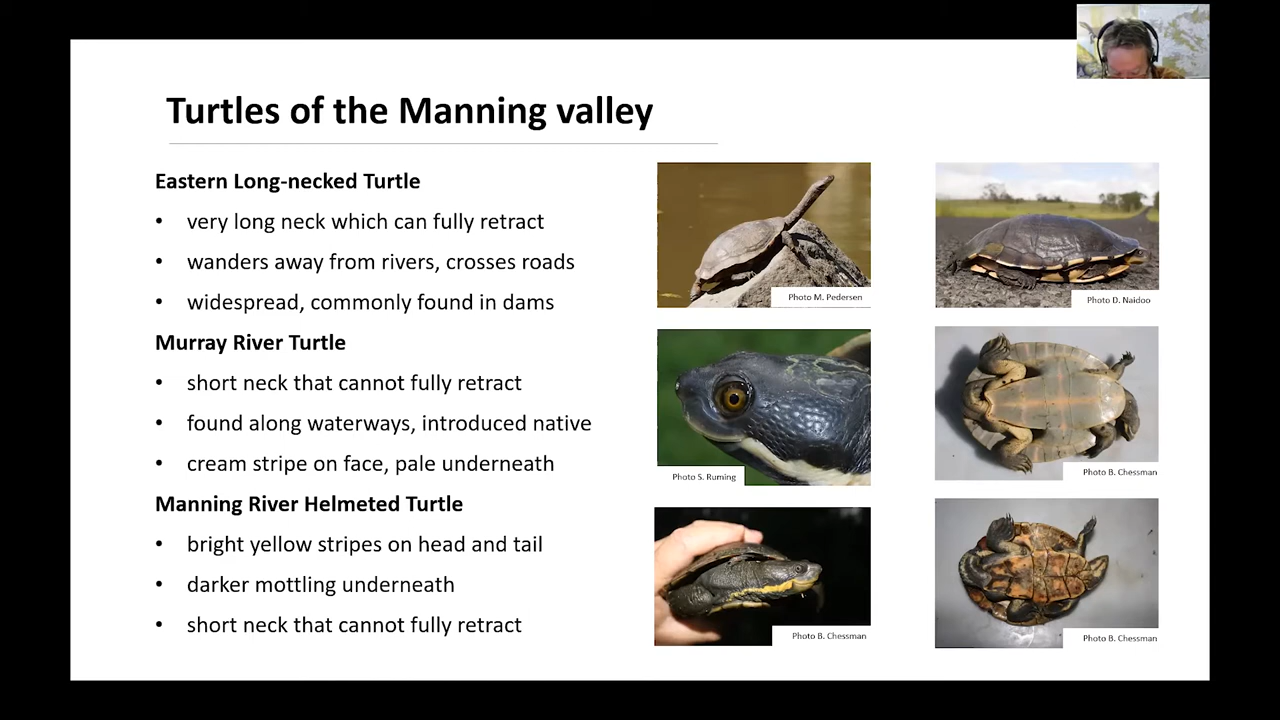 Turtles of the Manning valley
Eastern Long-necked Turtle
• very long neck which can fully retract
• wanders away from rivers, crosses roads
• widespread, commonly found in dams
Murray River Turtle
• short neck that cannot fully retract
• found along waterways, introduced native
• cream stripe on face, pale underneath
Manning River Helmeted Turtle
• bright yellow stripes on head and tail
• darker mottling underneath
• short neck that cannot fully retract
Photo M. Pedersen
Photo D. Naidoo
Photo S. Ruming
Photo B. Chessman
Photo B. Chessman
Photo B. Chessman